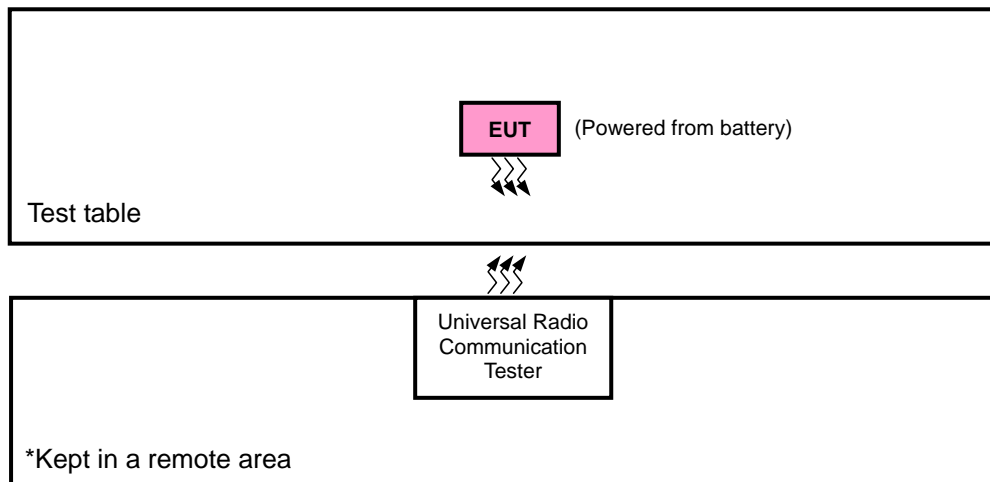 EUT
(Powered from battery)
Test table
Universal Radio
Communication
Tester
*Kept in a remote area